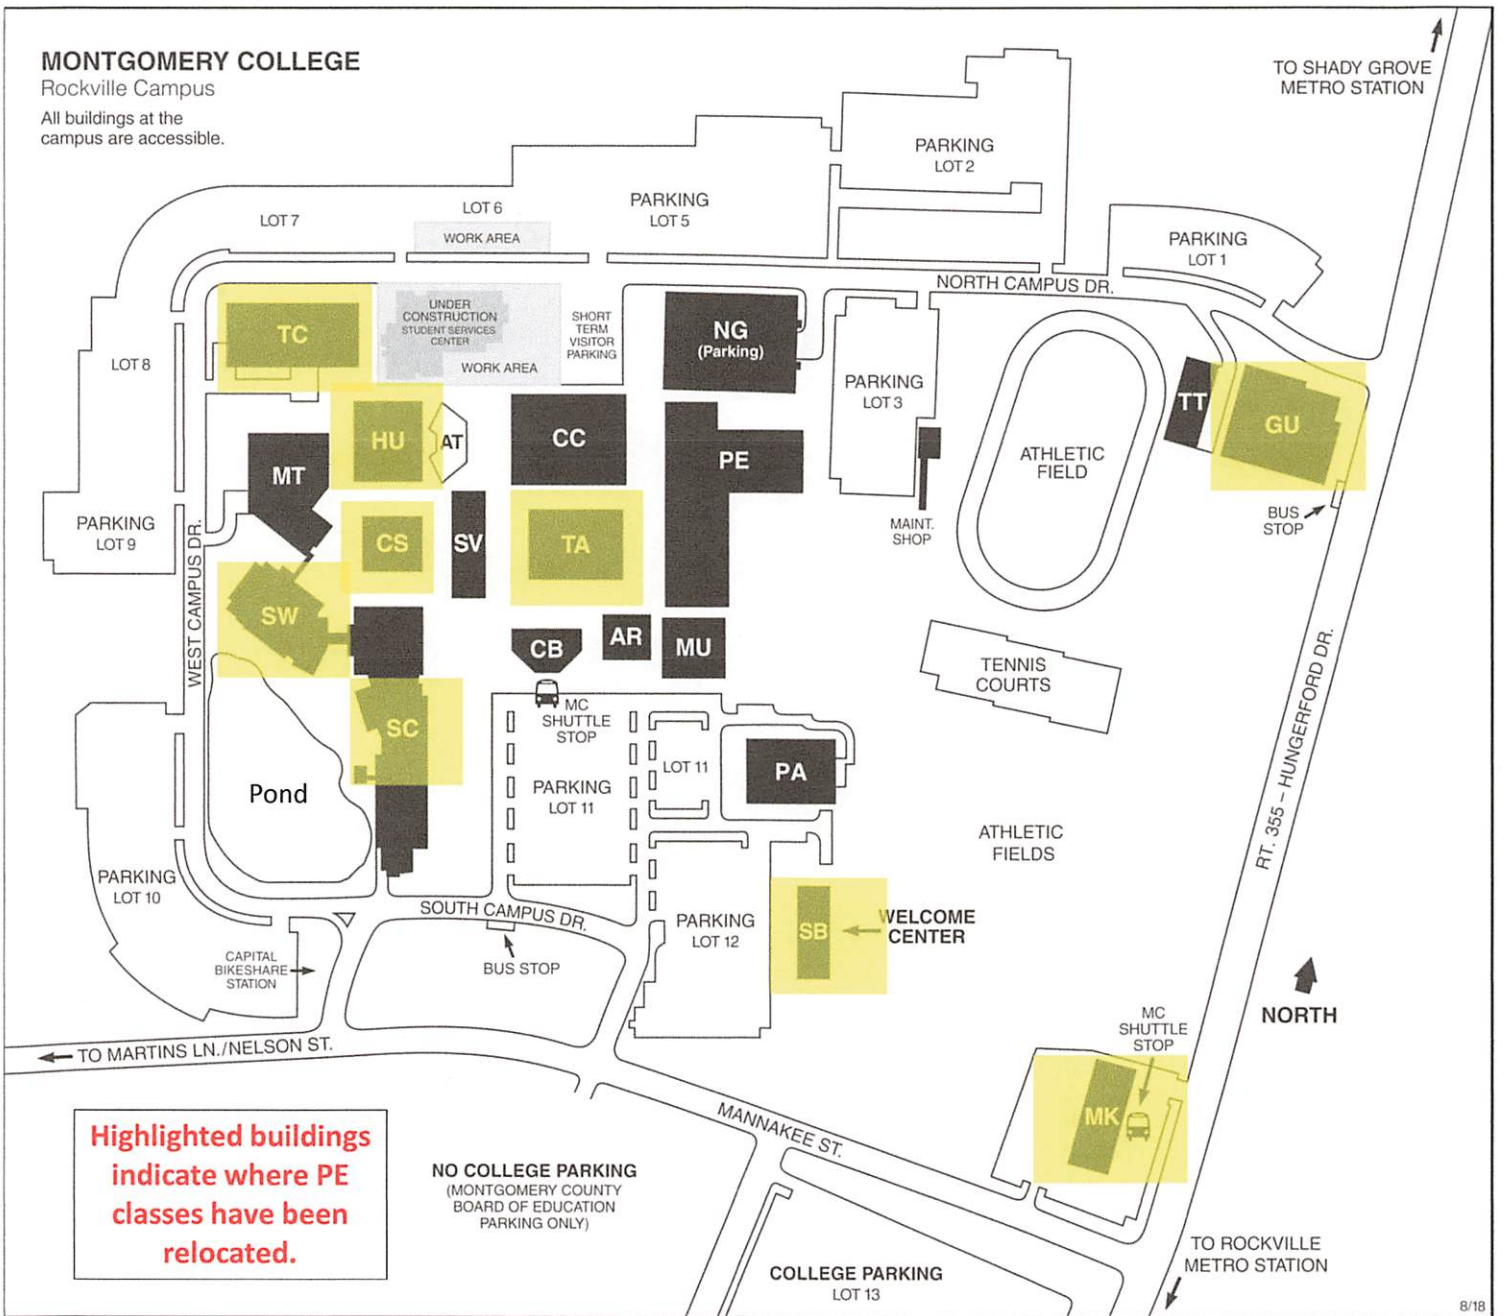 MONTGOMERY COLLEGE
Rockville Campus
All buildings at the
campus are accessible.
TO SHADY GROVE
METRO STATION
PARKING
LOT 2
PARKING
LOT 5
LOT 6
LOT 7
WORK AREA
PARKING
LOT 1
NORTH CAMPUS DR.
TC
UNDER
CONSTRUCTION
STUDENT SERVICES
CENTER
WORK AREA
SHORT
TERM
VISITOR
PARKING
NG
(Parking)
LOT 8
PARKING
LOT 3
TT
GU
HU
AT
CC
PE
MT
ATHLETIC
FIELD
BUS
STOP
MAINT.
SHOP
PARKING
LOT 9
WEST CAMPUS DR.
CS
SV
TA
SW
CB
AR
MU
TENNIS
COURTS
RT. 355 – HUNGERFORD DR.
MC
SHUTTLE
STOP
SC
LOT 11
PA
PARKING
LOT 11
Pond
ATHLETIC
FIELDS
PARKING
LOT 10
SOUTH CAMPUS DR.
PARKING
LOT 12
SB
WELCOME
CENTER
CAPITAL
BIKESHARE
STATION
BUS STOP
NORTH
MC
SHUTTLE
STOP
TO MARTINS LN./NELSON ST.
MK
MANNAKEE ST.
Highlighted buildings
indicate where PE
classes have been
relocated.
NO COLLEGE PARKING
(MONTGOMERY COUNTY
BOARD OF EDUCATION
PARKING ONLY)
TO ROCKVILLE
METRO STATION
COLLEGE PARKING
LOT 13
8/18